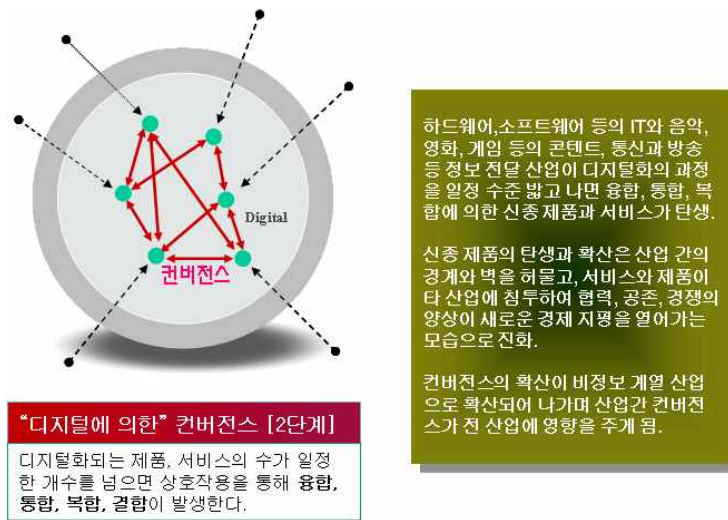 Digital
컨버전스
“디지털에 의한” 컨버전스 [2단계]
디지털화되는 제품, 서비스의 수가 일정
한 개수를 넘으면 상호작용을 통해 융합,
통합, 복합, 결합이 발생한다.
하드웨어,소프트웨어 등의 IT와 음악,
영화, 게임 등의 콘텐트, 통신과 방송
등 정보 전달 산업이 디지털화의 과정
을 일정 수준 밟고 나면 융합, 통합, 복
합에 의한 신종 제품과 서비스가 탄생.
신종 제품의 탄생과 확산은 산업 간의
경계와 벽을 허물고, 서비스와 제품이
타 산업에 침투하여 협력, 공존, 경쟁의
양상이 새로운 경제 지평을 열어가는
모습으로 진화.
컨버전스의 확산이 비정보 계열 산업
으로 확산되어 나가며 산업간 컨버전
스가 전 산업에 영향을 주게 됨.